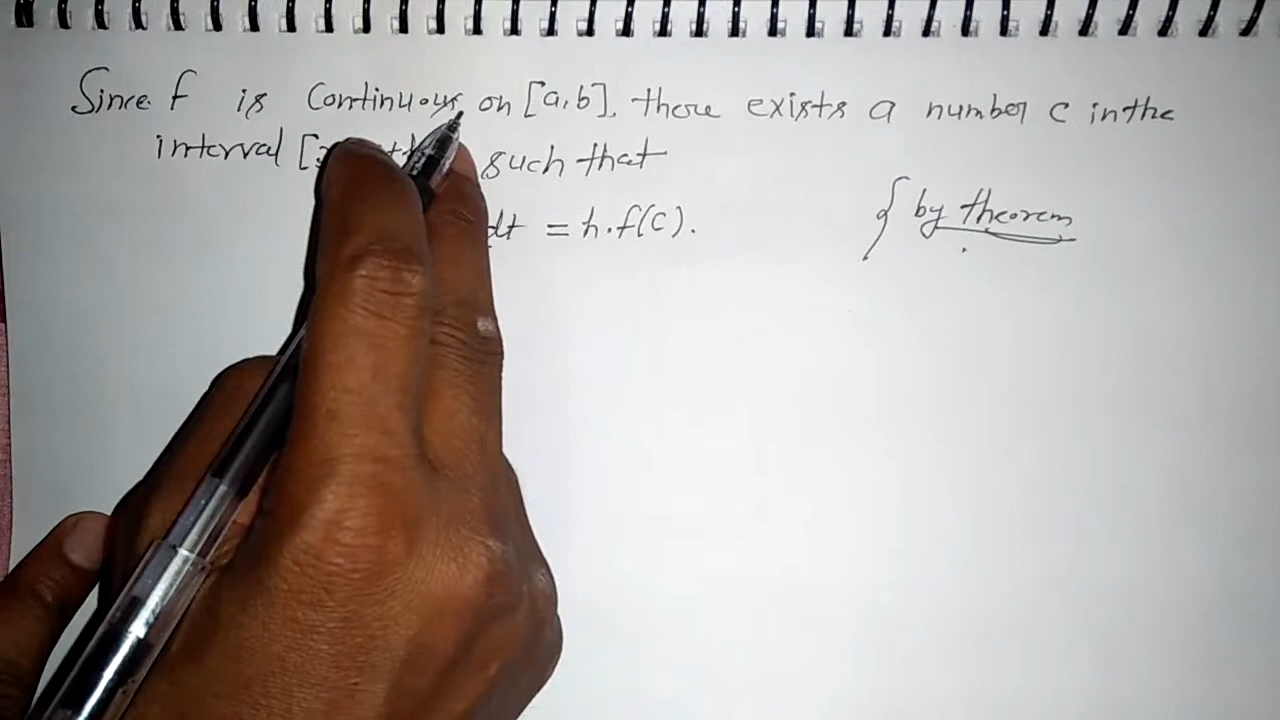 Since f is continuous on [a,b], there exists a number c in the
interval such that
dt = h.f(c). { by theorem